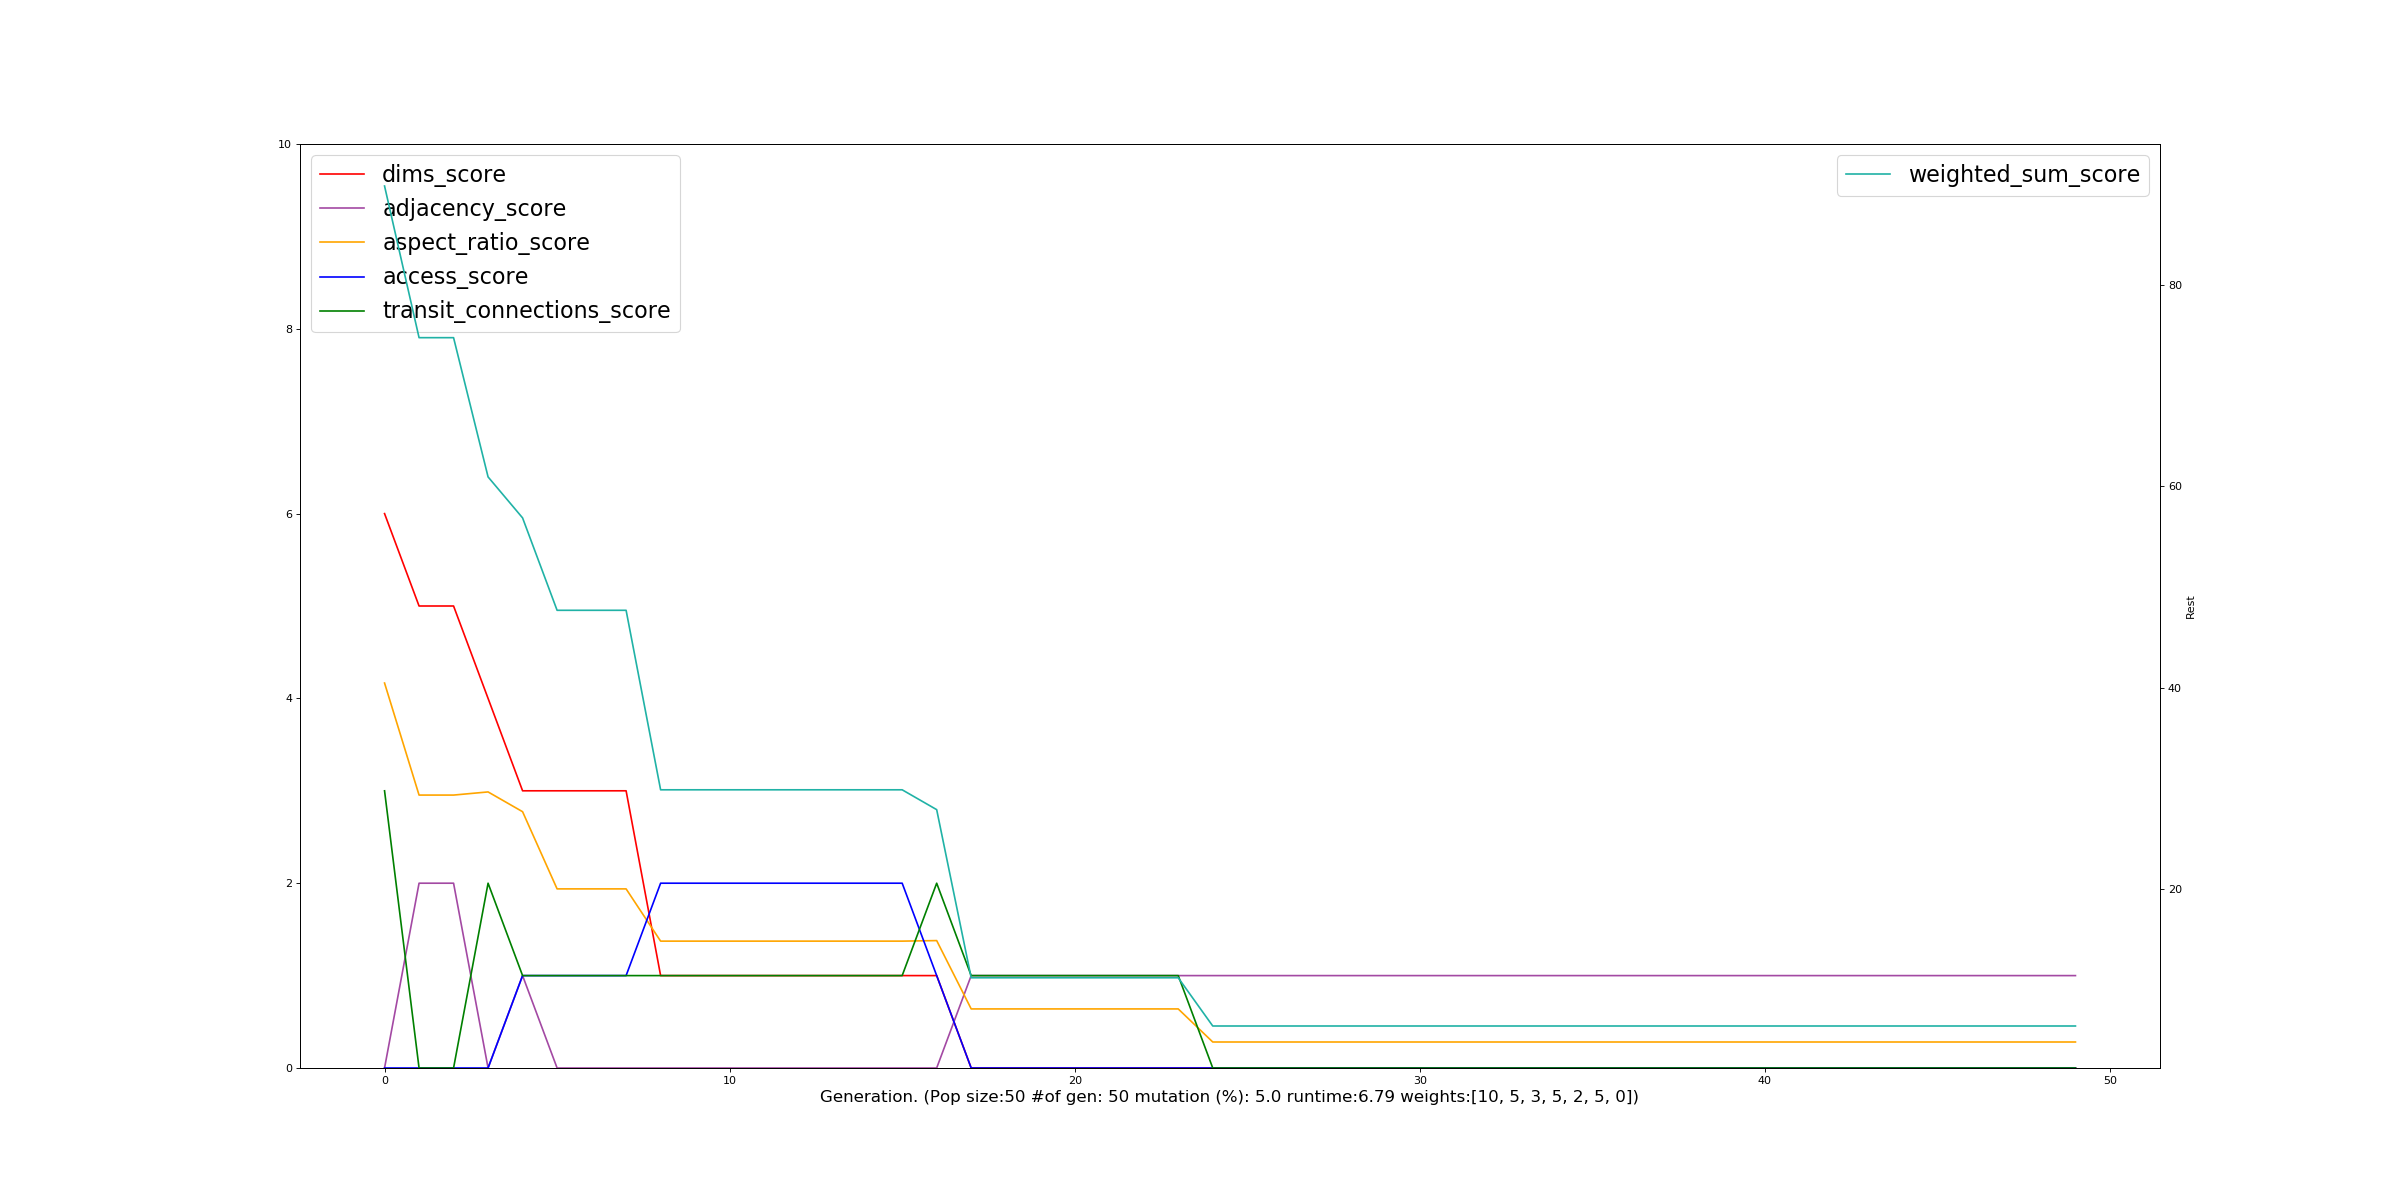 dims_score
adjacency_score
aspect_ratio_score
access_score
transit_connections_score
weighted_sum_score
10
8
6
4
2
0
80
60
40
20
Rest
0 10 20 30 40 50
Generation. (Pop size:50 #of gen: 50 mutation (%): 5.0 runtime:6.79 weights:[10, 5, 3, 5, 2, 5, 0])